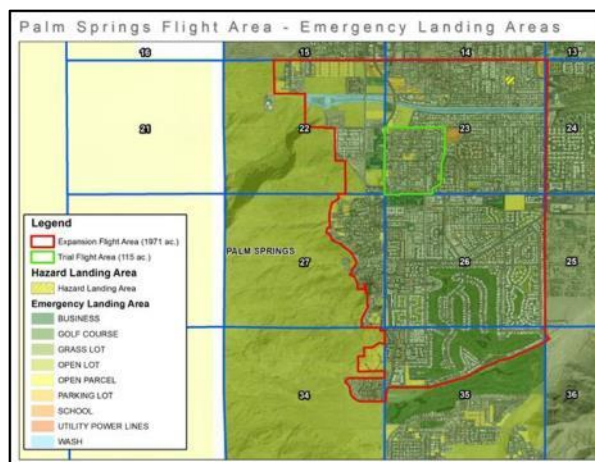 Palm Springs Flight Area - Emergency Landing Areas
16
15
14
13
21
22
23
24
Legend
Expansion Flight Area (1971 ac.)
Trial Flight Area (115 ac.)
Hazard Landing Area
Hazard Landing Area
Emergency Landing Area
BUSINESS
GOLF COURSE
GRASS LOT
OPEN LOT
OPEN PARCEL
PARKING LOT
SCHOOL
UTILITY POWER LINES
WASH
PALM SPRINGS
27
26
25
34
35
36